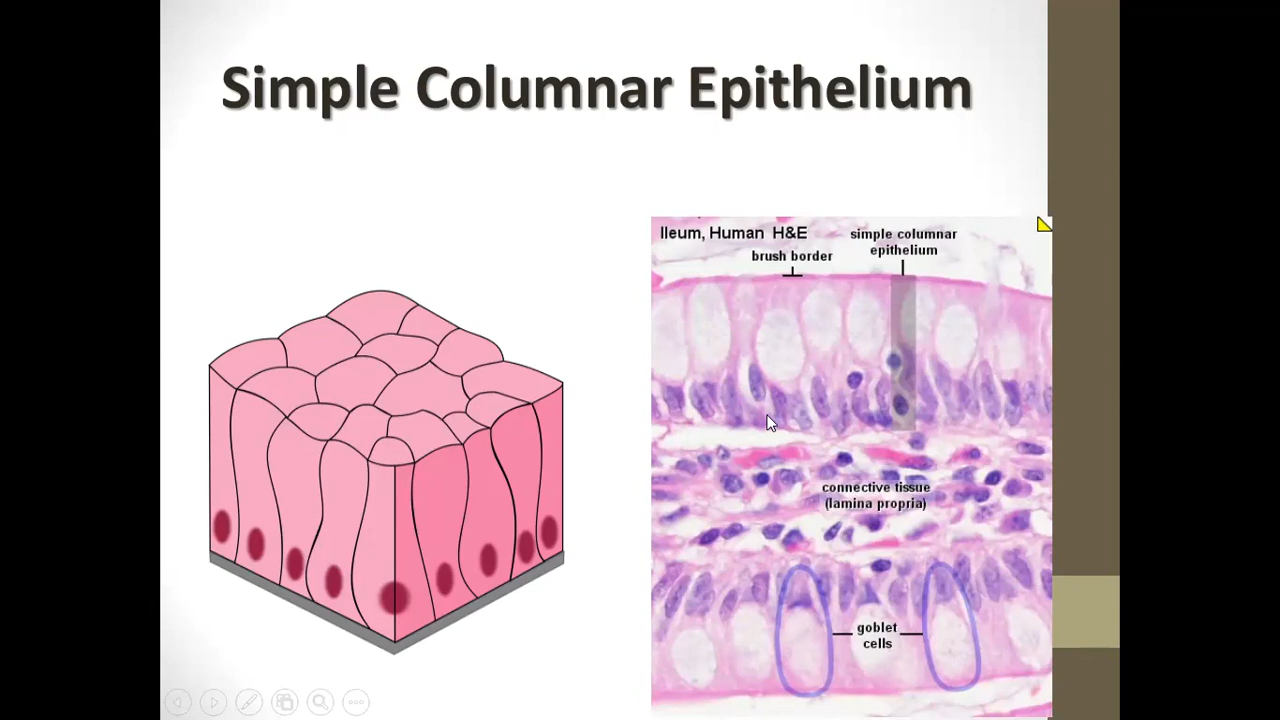 Simple Columnar Epithelium
Ileum, Human H&E
simple columnar
epithelium
brush border
connective tissue
(lamina propria)
goblet
cells